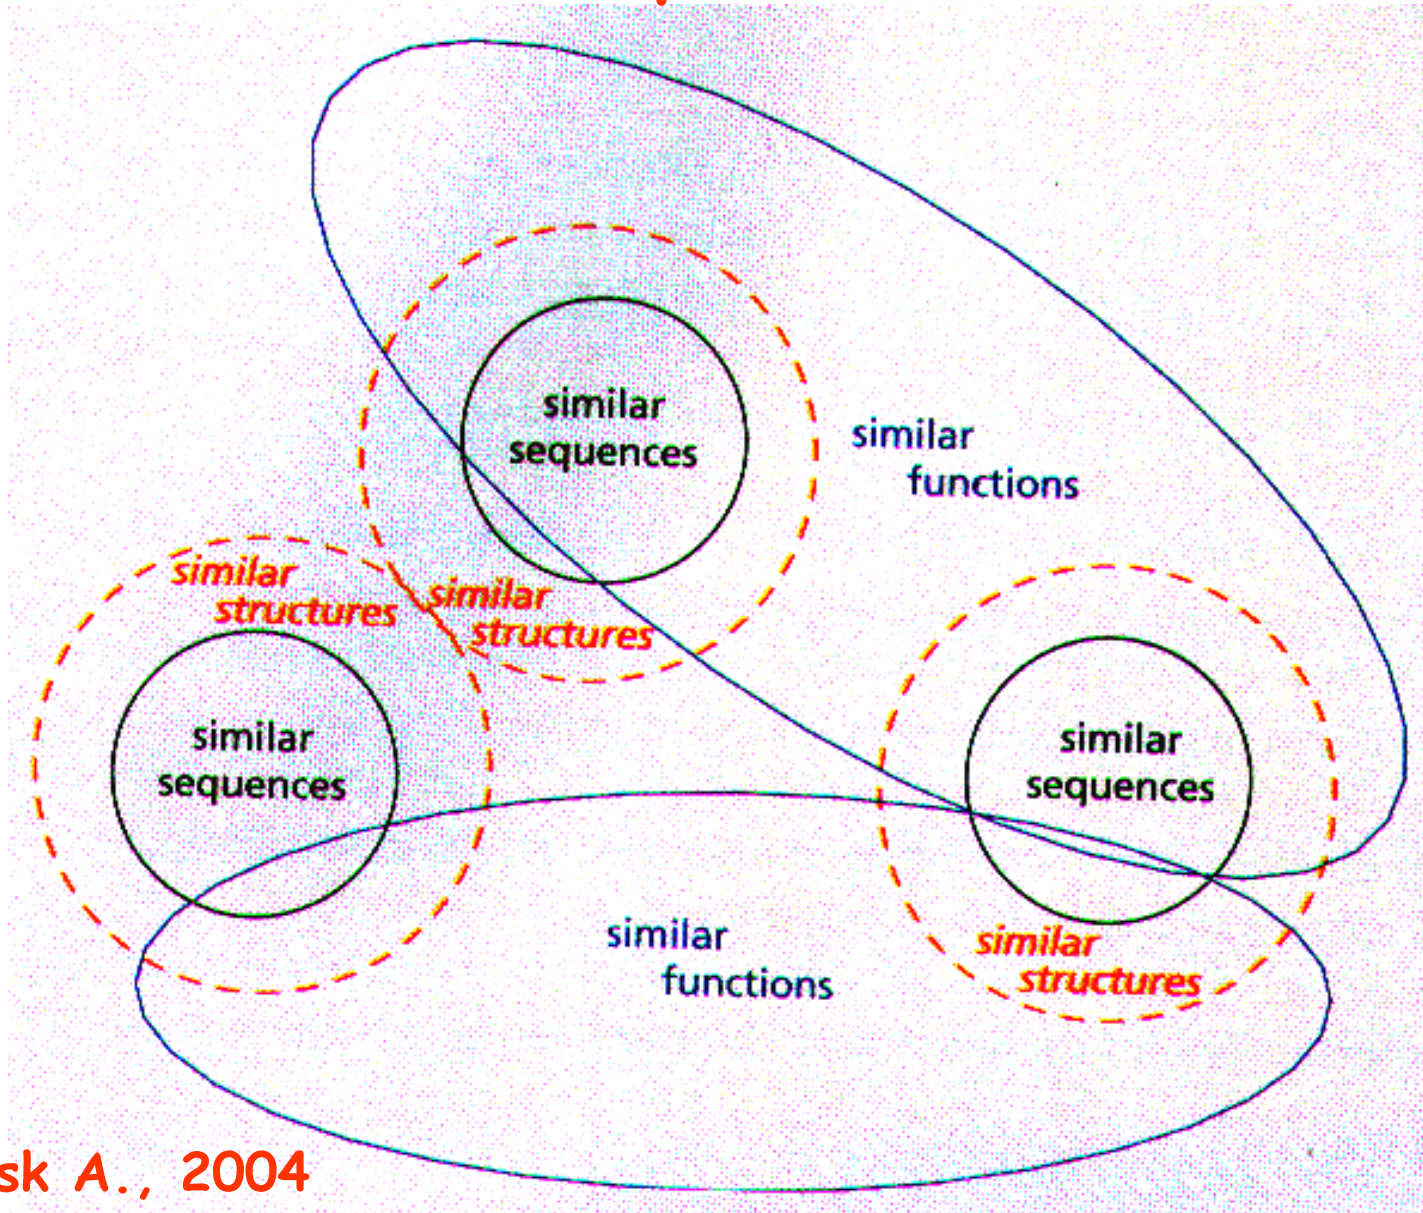 similar
sequences
similar
functions
similar
structures
similar
structures
similar
sequences
similar
sequences
similar
functions
similar
structures
sk A., 2004